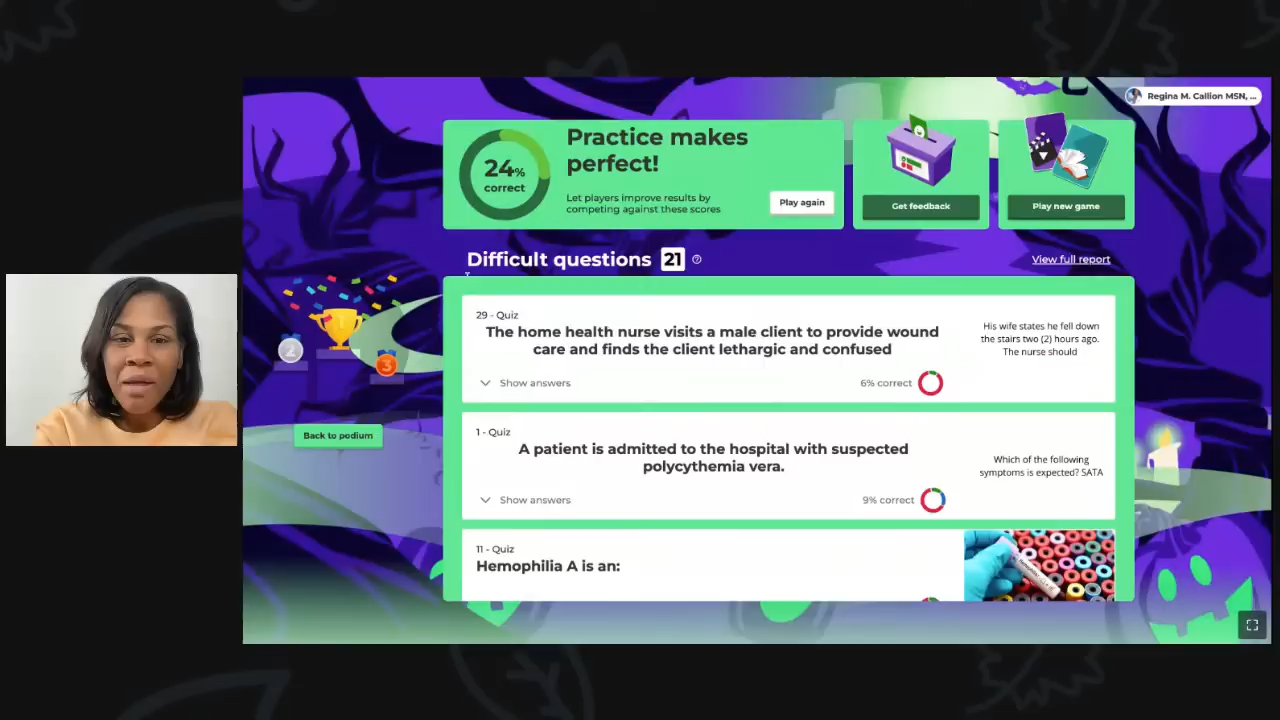 Regina M. Callion MSN, ...
24%
correct
Practice makes
perfect!
Let players improve results by
competing against these scores
Play again
Get feedback
Play new game
Difficult questions 21
View full report
1
2
3
Back to podium
29 - Quiz
The home health nurse visits a male client to provide wound
care and finds the client lethargic and confused
His wife states he fell down
the stairs two (2) hours ago.
The nurse should
Show answers
6% correct
1 - Quiz
A patient is admitted to the hospital with suspected
polycythemia vera.
Which of the following
symptoms is expected? SATA
Show answers
9% correct
11 - Quiz
Hemophilia A is an: